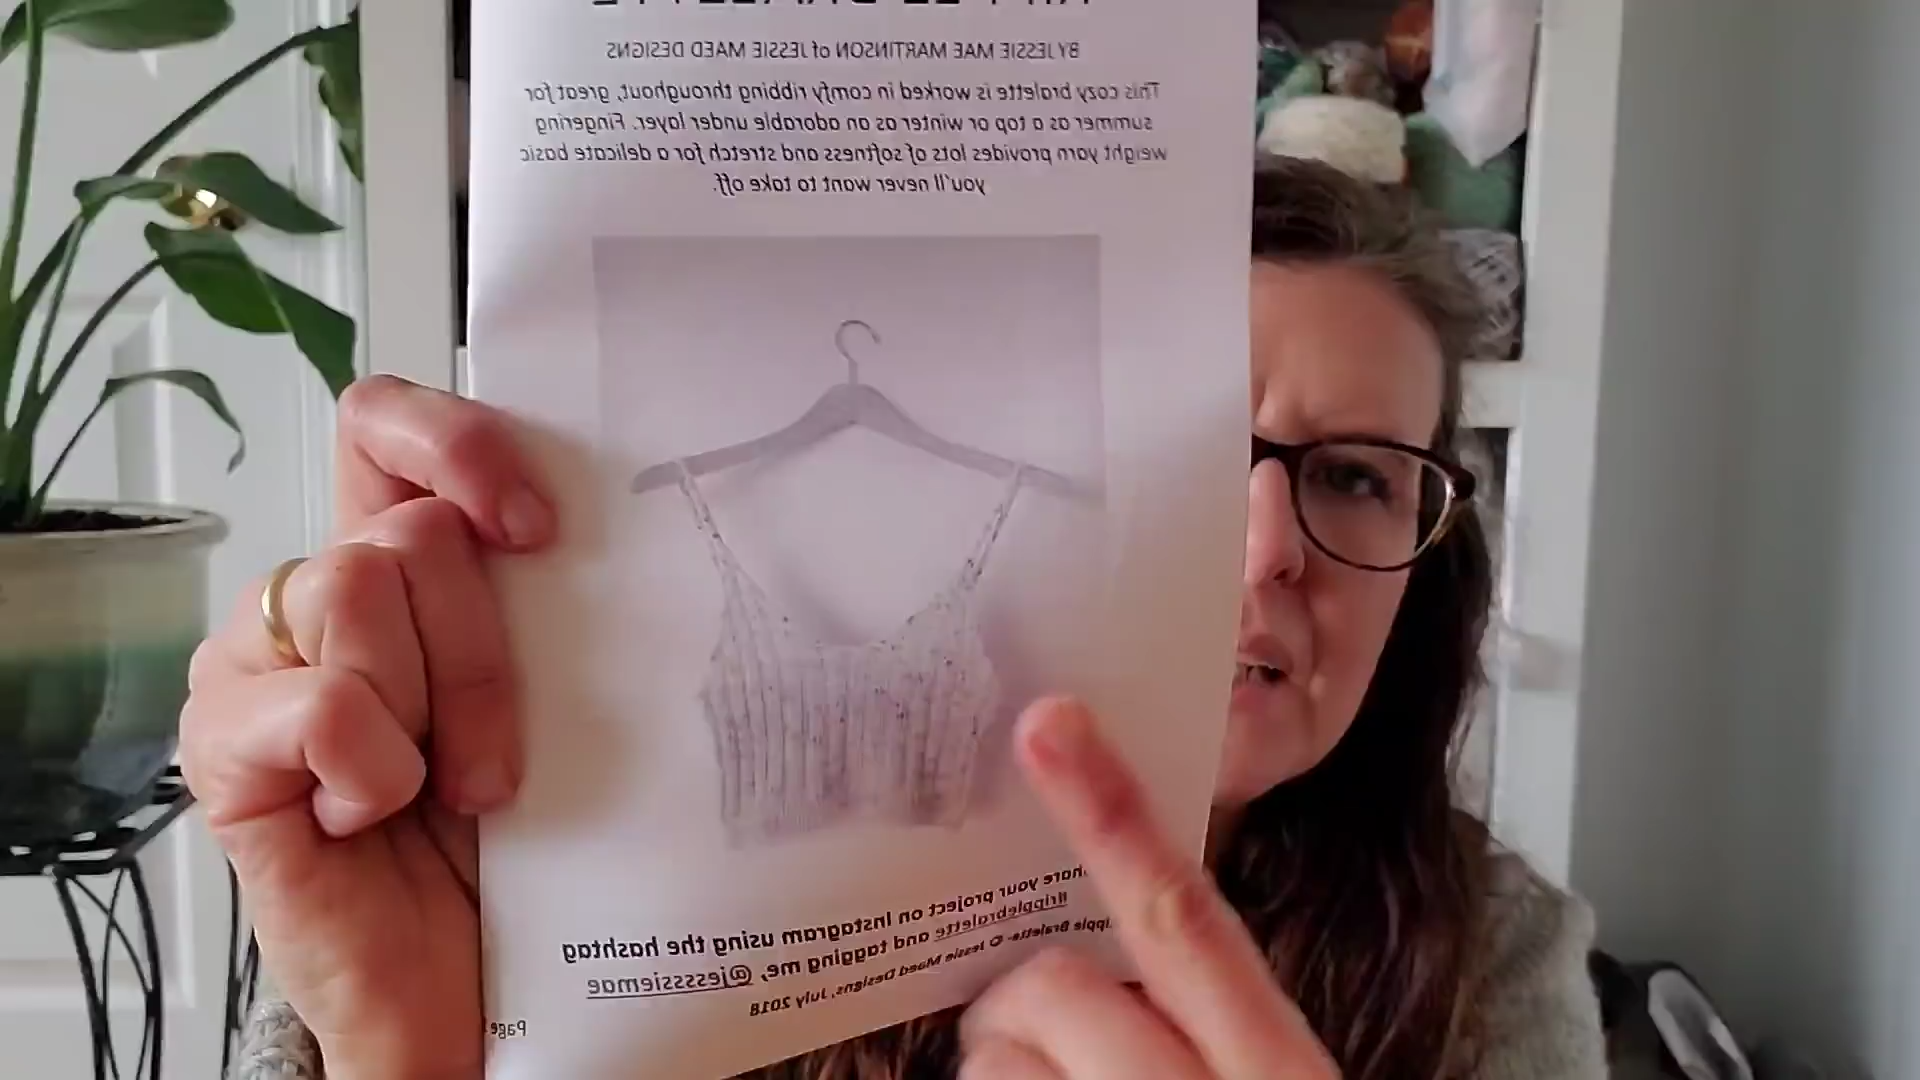 RIPPLE BRALETTE
BY JESSIE MAE MARTINSON of JESSIE MAED DESIGNS
This cozy bralette is worked in comfy ribbing throughout, great for
summer as a top or winter as an adorable under layer. Fingering
weight yarn provides lots of softness and stretch for a delicate basic
you'll never want to take off.
hare your project on Instagram using the hashtag
#ripplebralette and tagging me, @jesssssiemae
ipple Bralette- © Jessie Maed Designs, July 2018
Page